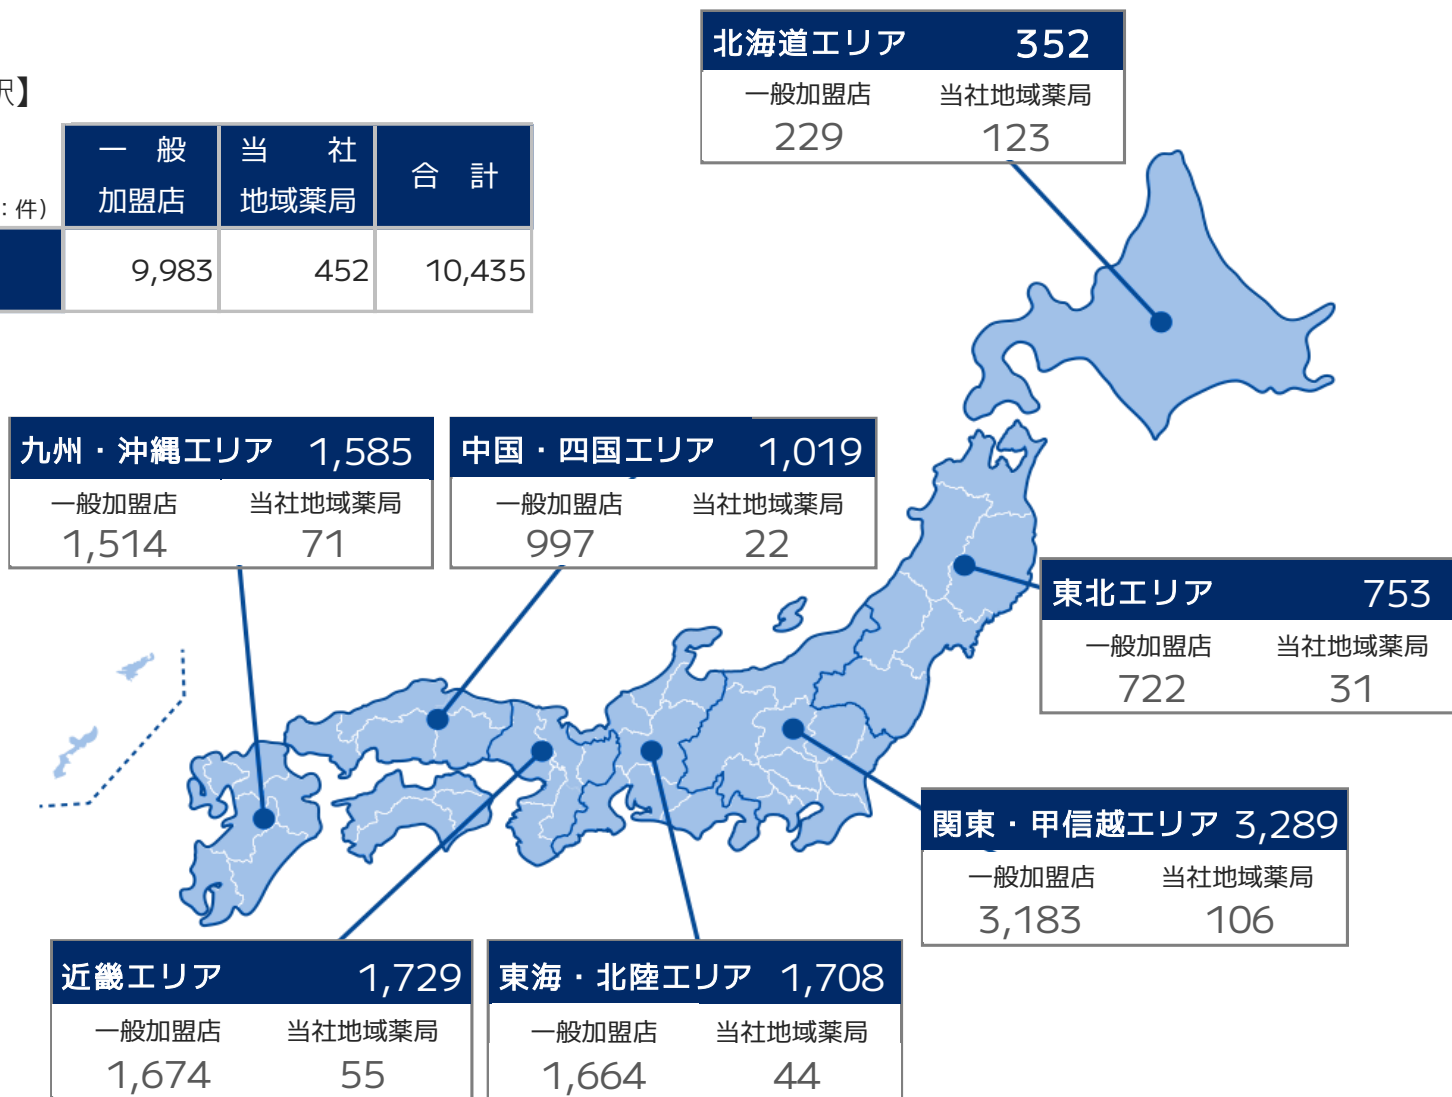 北海道エリア 352
一般加盟店 当社地域薬局
229 123
訳】
一般 当社 合計
：件） 加盟店 地域薬局
9,983 452 10,435
九州・沖縄エリア 1,585
一般加盟店 当社地域薬局
1,514 71
中国・四国エリア 1,019
一般加盟店 当社地域薬局
997 22
東北エリア 753
一般加盟店 当社地域薬局
722 31
関東・甲信越エリア 3,289
一般加盟店 当社地域薬局
3,183 106
近畿エリア 1,729
一般加盟店 当社地域薬局
1,674 55
東海・北陸エリア 1,708
一般加盟店 当社地域薬局
1,664 44